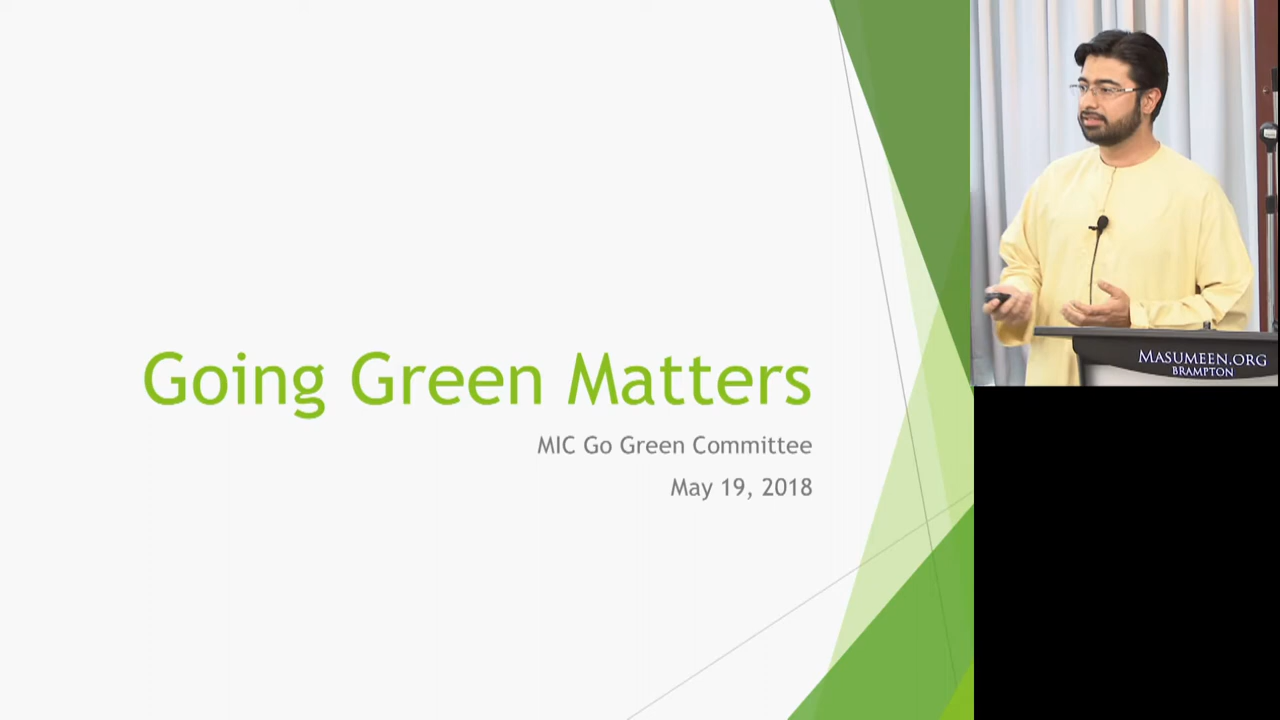 Going Green Matters
MIC Go Green Committee
May 19, 2018
MASUMEEN.ORG
BRAMPTON